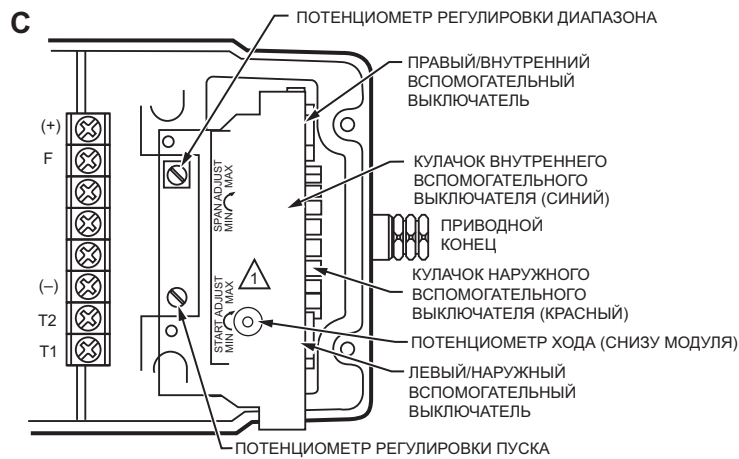 C
ПОТЕНЦИОМЕТР РЕГУЛИРОВКИ ДИАПАЗОНА
ПРАВЫЙ/ВНУТРЕННИЙ
ВСПОМОГАТЕЛЬНЫЙ
ВЫКЛЮЧАТЕЛЬ
(+)
F
SPAN ADJUST
MIN
MAX
КУЛАЧОК ВНУТРЕННЕГО
ВСПОМОГАТЕЛЬНОГО
ВЫКЛЮЧАТЕЛЯ (СИНИЙ)
ПРИВОДНОЙ
КОНЕЦ
КУЛАЧОК НАРУЖНОГО
ВСПОМОГАТЕЛЬНОГО
ВЫКЛЮЧАТЕЛЯ (КРАСНЫЙ)
1
(–)
T2
T1
START ADJUST
MIN
MAX
ПОТЕНЦИОМЕТР ХОДА (СНИЗУ МОДУЛЯ)
ЛЕВЫЙ/НАРУЖНЫЙ
ВСПОМОГАТЕЛЬНЫЙ
ВЫКЛЮЧАТЕЛЬ
ПОТЕНЦИОМЕТР РЕГУЛИРОВКИ ПУСКА